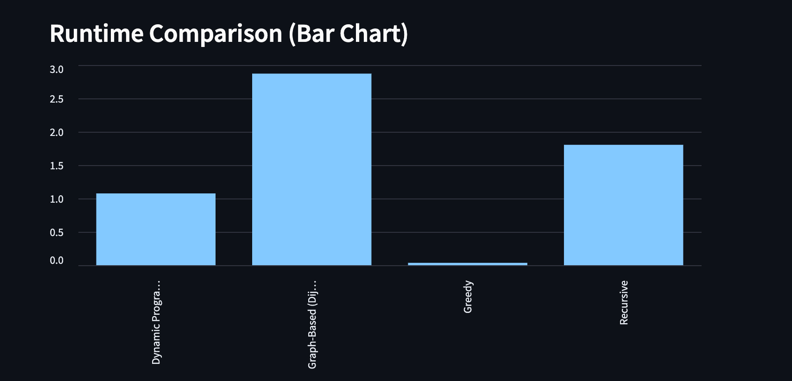 Runtime Comparison (Bar Chart)
3.0
2.5
2.0
1.5
1.0
0.5
0.0
Dynamic Progra...
Graph-Based (Dij...
Greedy
Recursive